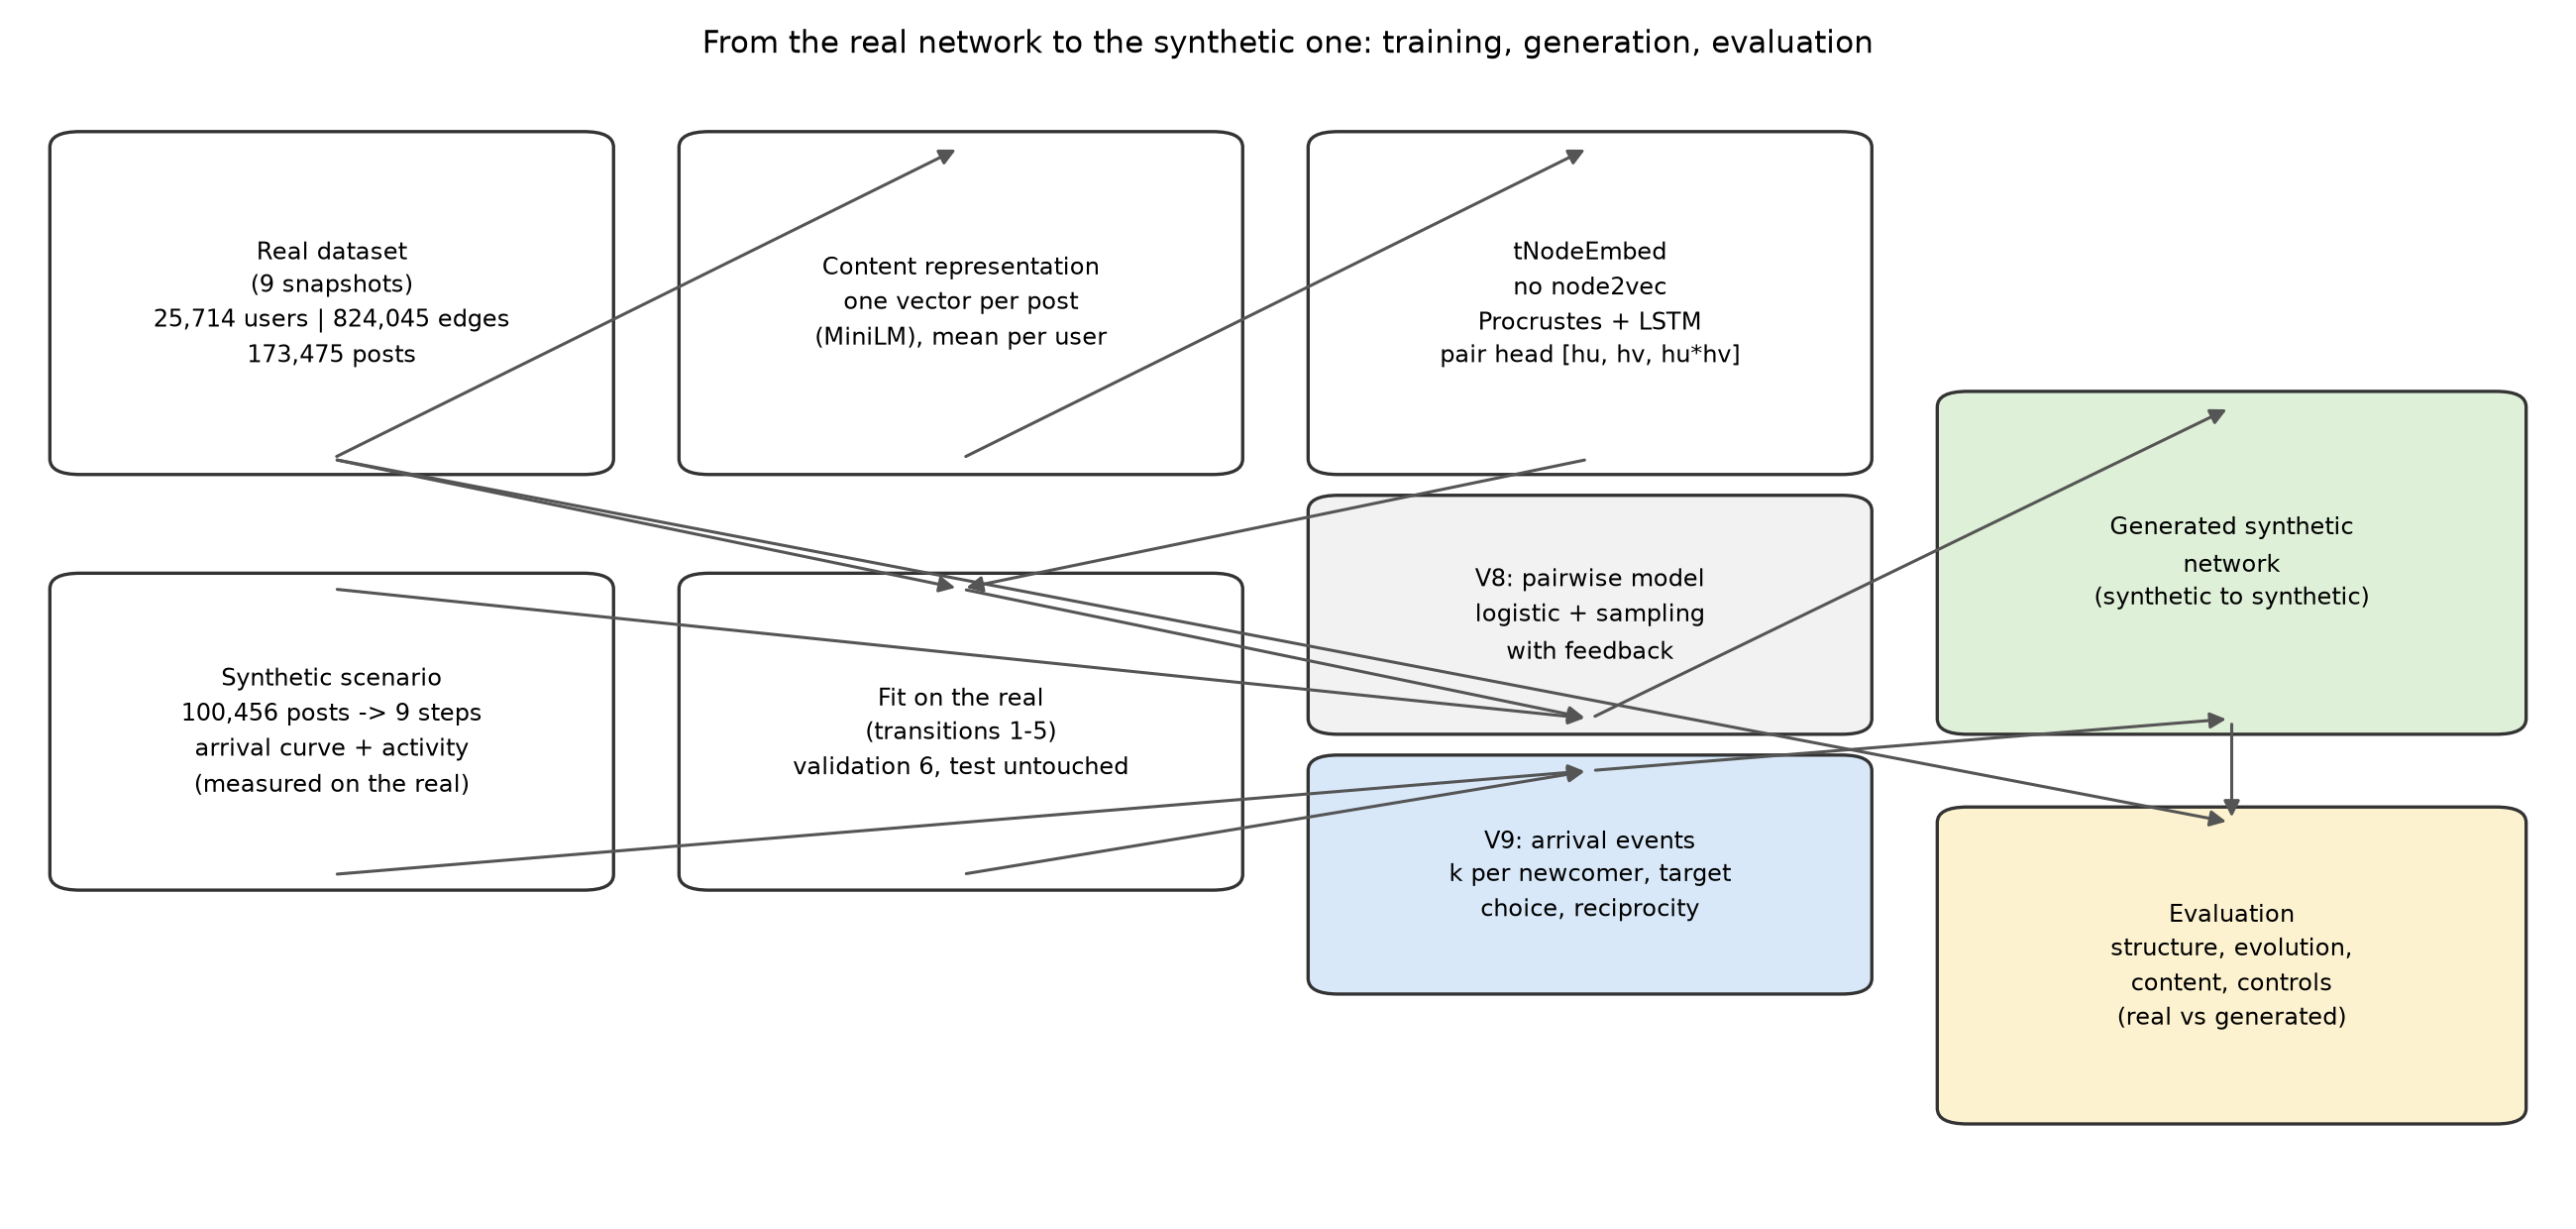 From the real network to the synthetic one: training, generation, evaluation
Real dataset
(9 snapshots)
25,714 users | 824,045 edges
173,475 posts
Content representation
one vector per post
(MiniLM), mean per user
tNodeEmbed
no node2vec
Procrustes + LSTM
pair head [hu, hv, hu*hv]
Generated synthetic
network
(synthetic to synthetic)
V8: pairwise model
logistic + sampling
with feedback
Synthetic scenario
100,456 posts -> 9 steps
arrival curve + activity
(measured on the real)
Fit on the real
(transitions 1-5)
validation 6, test untouched
V9: arrival events
k per newcomer, target
choice, reciprocity
Evaluation
structure, evolution,
content, controls
(real vs generated)